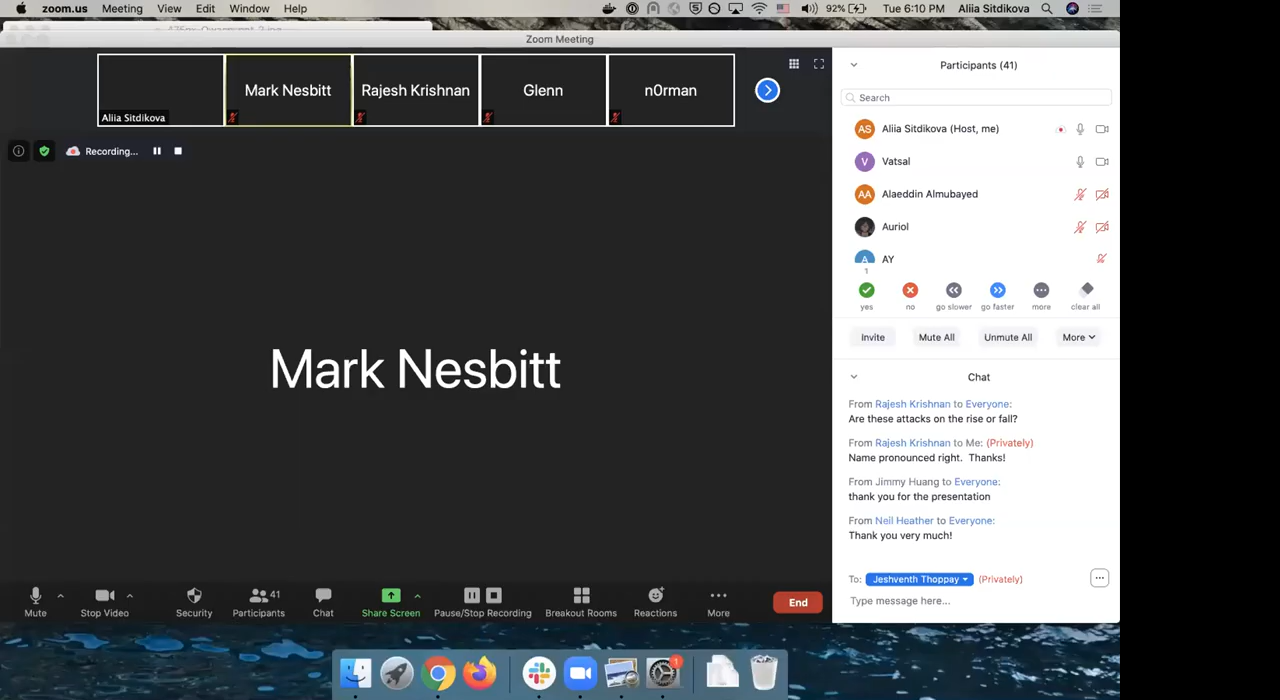 zoom.us Meeting View Edit Window Help 92% Tue 6:10 PM Aliia Sitdikova
Zoom Meeting
Aliia Sitdikova
Mark Nesbitt
Rajesh Krishnan
Glenn
n0rman
Recording...
Mark Nesbitt
Participants (41)
Search
AS Aliia Sitdikova (Host, me)
V Vatsal
AA Alaeddin Almubayed
Auriol
A AY
1
yes no go slower go faster more clear all
Invite Mute All Unmute All More
Chat
From Rajesh Krishnan to Everyone:
Are these attacks on the rise or fall?
From Rajesh Krishnan to Me: (Privately)
Name pronounced right. Thanks!
From Jimmy Huang to Everyone:
thank you for the presentation
From Neil Heather to Everyone:
Thank you very much!
To: Jeshventh Thoppay (Privately)
Type message here...
41
Mute Stop Video Security Participants Chat Share Screen Pause/Stop Recording Breakout Rooms Reactions More End
1